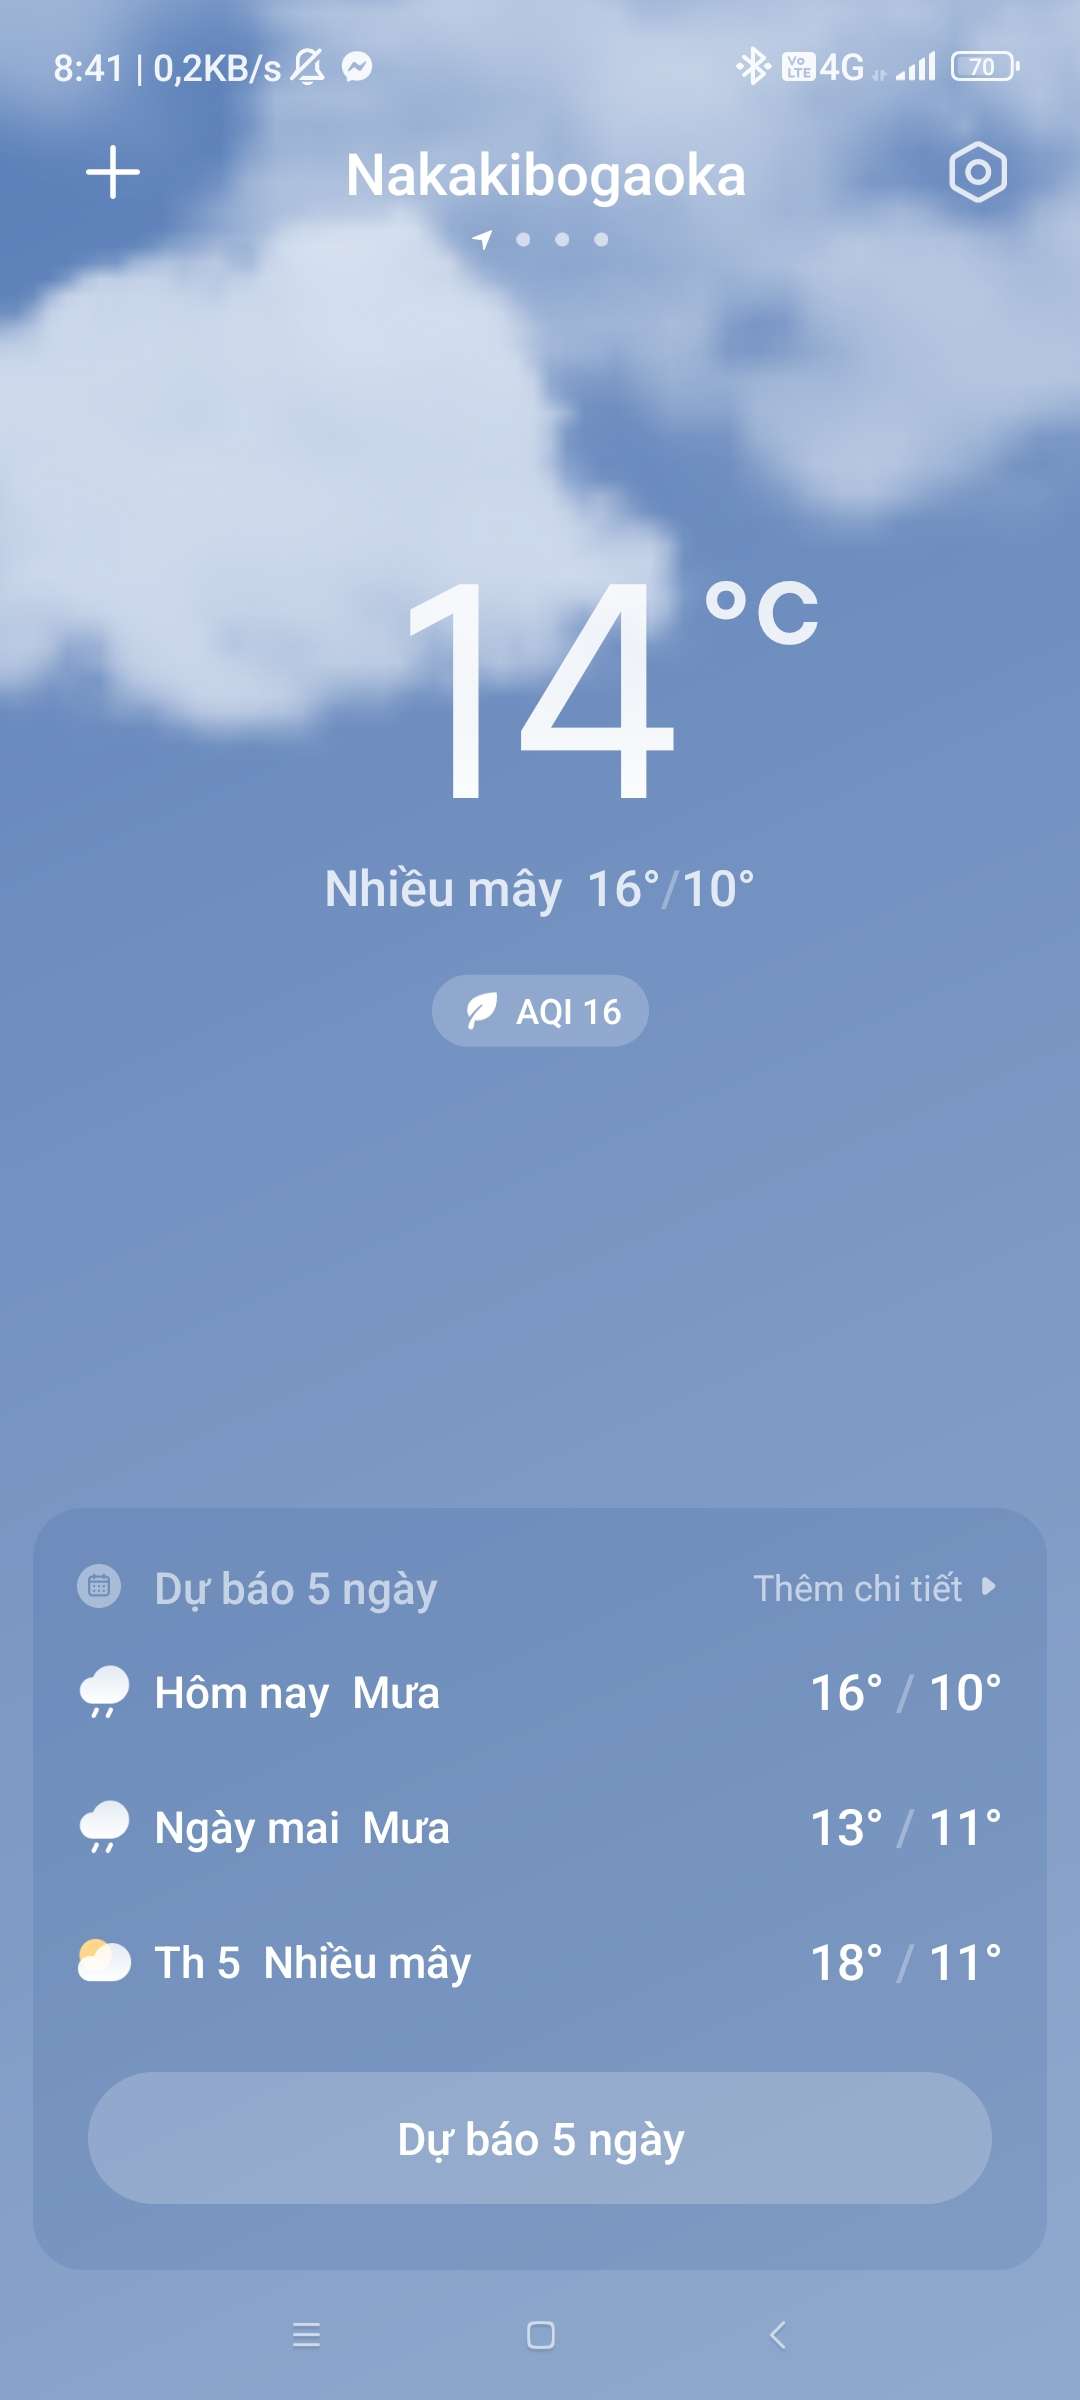 8:41 | 0,2KB/s Vo LTE 4G 70
Nakakibogaoka
14°C
Nhiều mây 16°/10°
AQI 16
Dự báo 5 ngày Thêm chi tiết
Hôm nay Mưa 16° / 10°
Ngày mai Mưa 13° / 11°
Th 5 Nhiều mây 18° / 11°
Dự báo 5 ngày